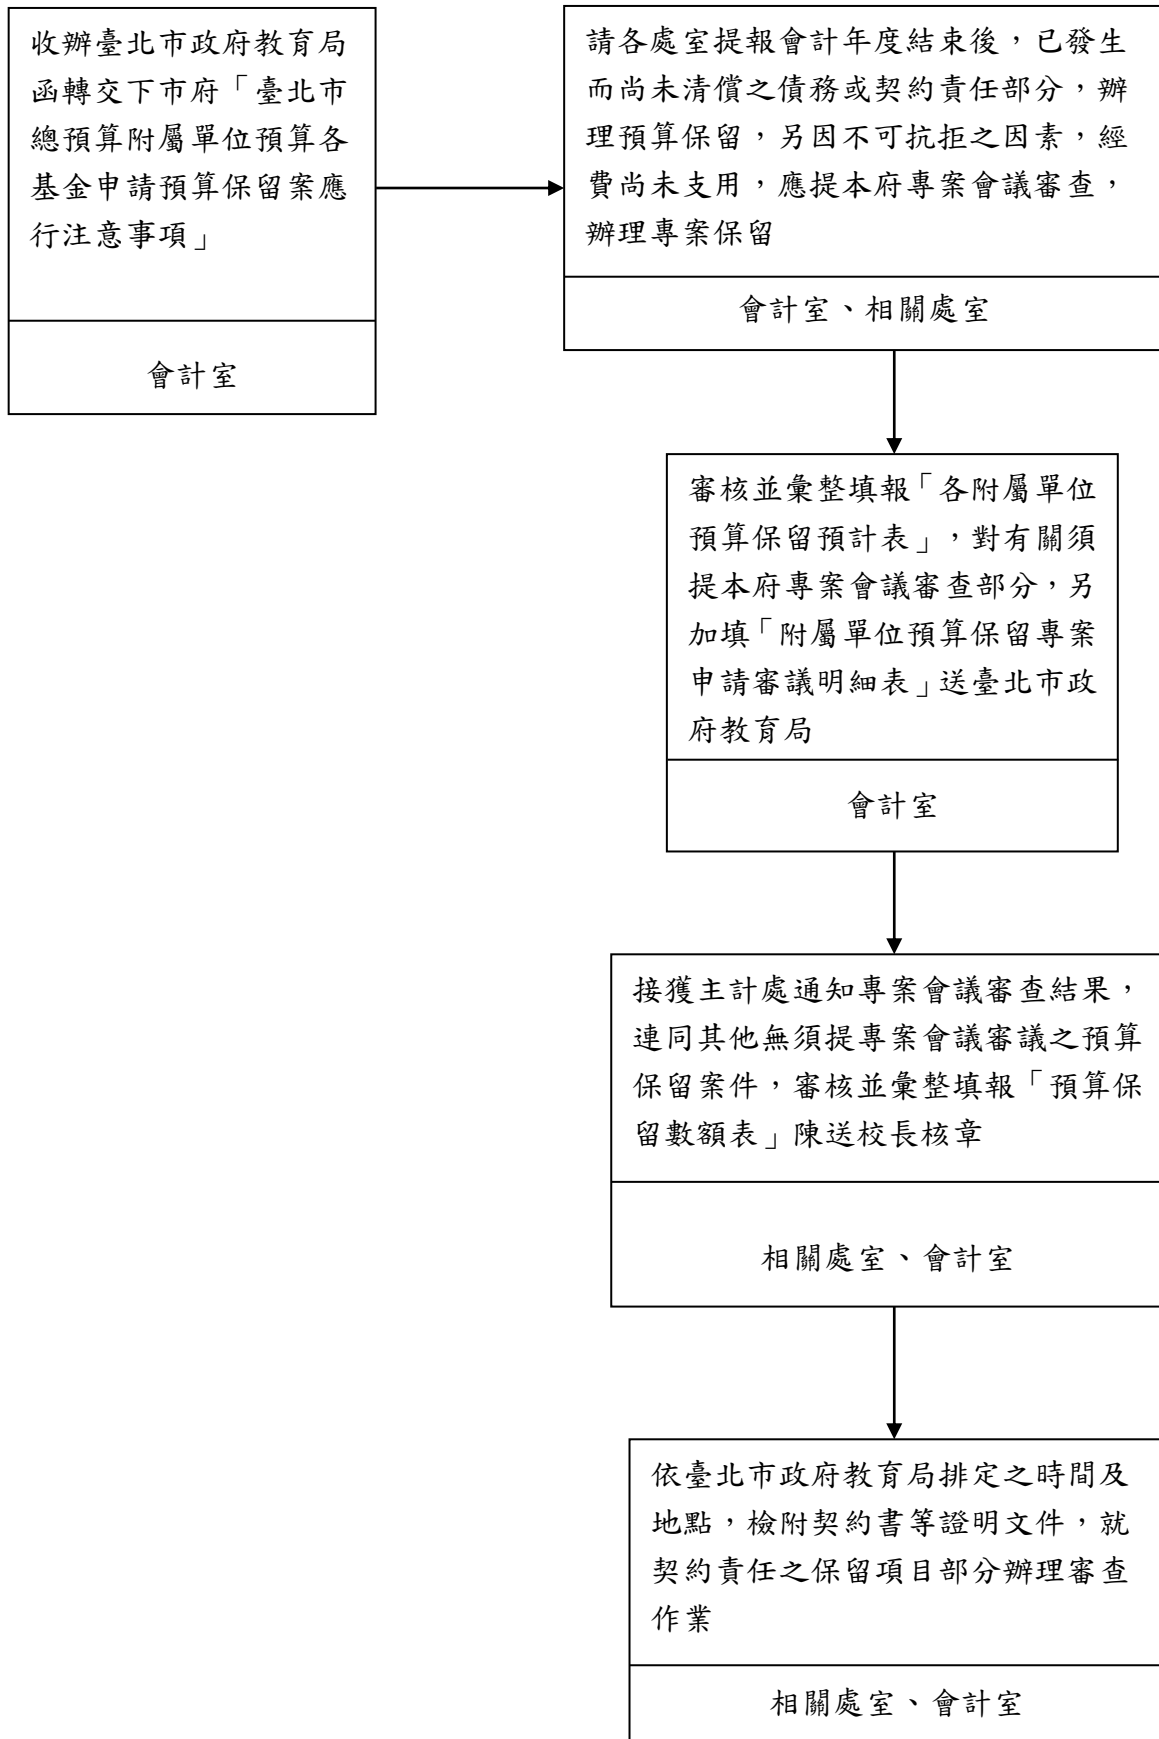 收辦臺北市政府教育局
函轉交下市府「臺北市
總預算附屬單位預算各
基金申請預算保留案應
行注意事項」
會計室
請各處室提報會計年度結束後，已發生
而尚未清償之債務或契約責任部分，辦
理預算保留，另因不可抗拒之因素，經
費尚未支用，應提本府專案會議審查，
辦理專案保留
會計室、相關處室
審核並彙整填報「各附屬單位
預算保留預計表」，對有關須
提本府專案會議審查部分，另
加填「附屬單位預算保留專案
申請審議明細表」送臺北市政
府教育局
會計室
接獲主計處通知專案會議審查結果，
連同其他無須提專案會議審議之預算
保留案件，審核並彙整填報「預算保
留數額表」陳送校長核章
相關處室、會計室
依臺北市政府教育局排定之時間及
地點，檢附契約書等證明文件，就
契約責任之保留項目部分辦理審查
作業
相關處室、會計室